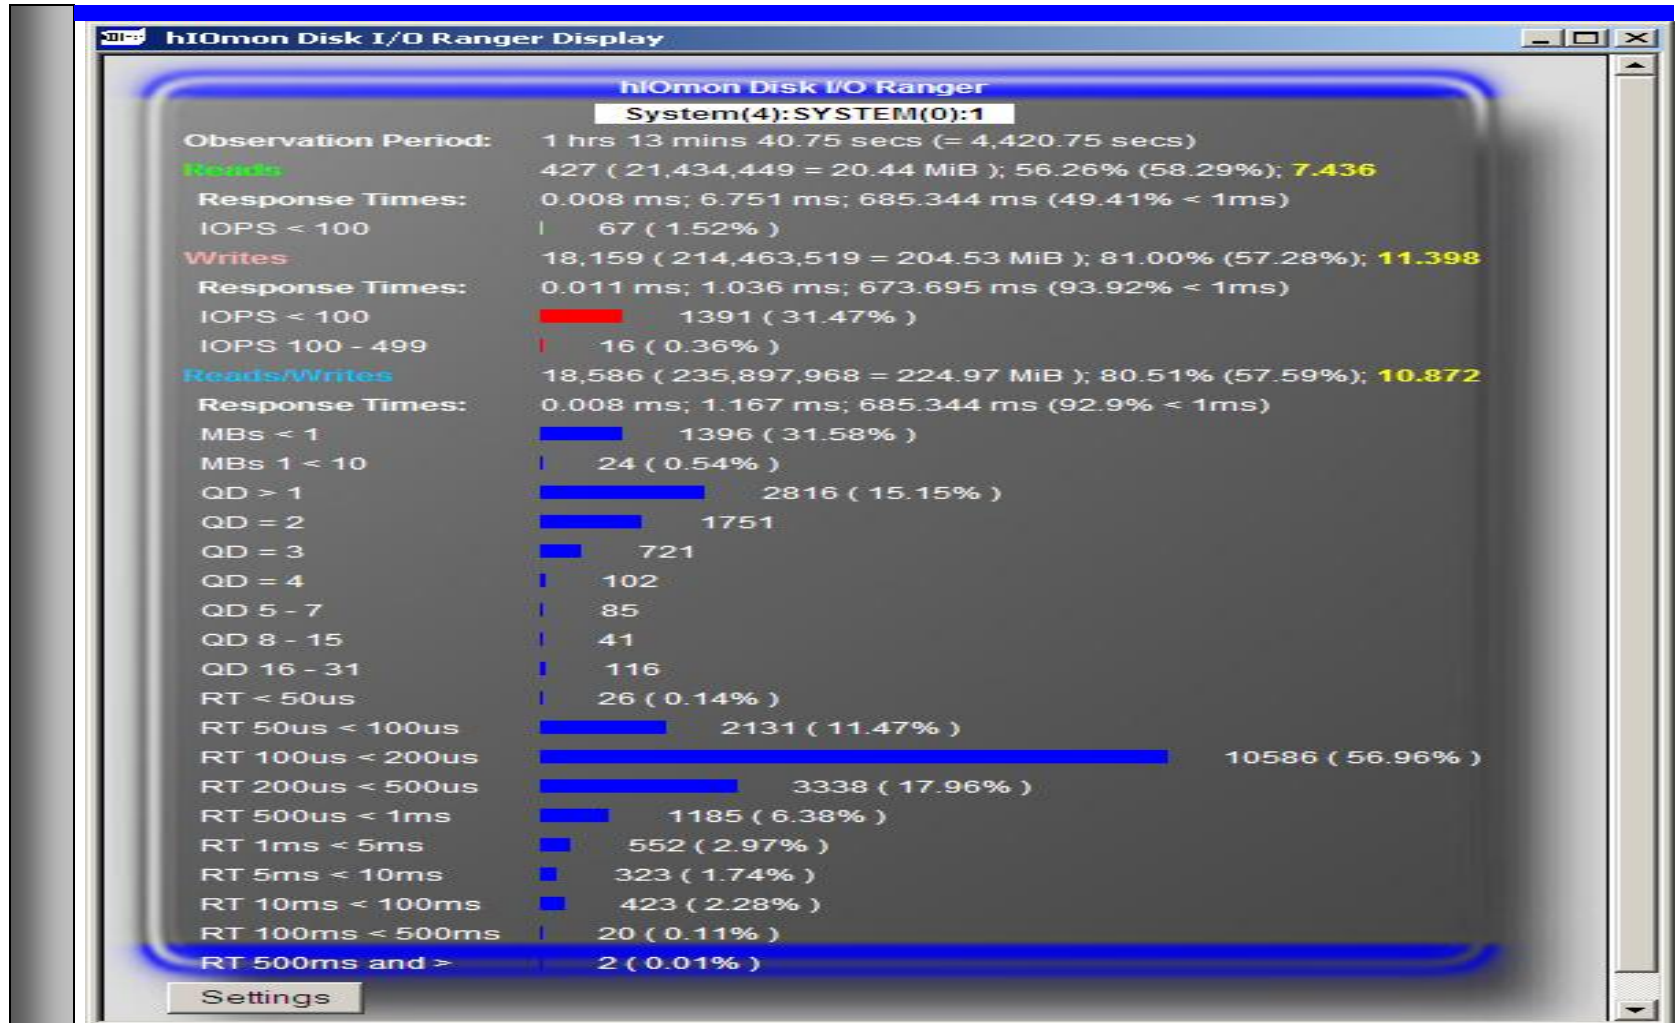 hIOmon Disk I/O Ranger Display
hIOmon Disk I/O Ranger
System(4):SYSTEM(0):1
Observation Period: 1 hrs 13 mins 40.75 secs (= 4,420.75 secs)
Reads 427 ( 21,434,449 = 20.44 MiB ); 56.26% (58.29%); 7.436
Response Times: 0.008 ms; 6.751 ms; 685.344 ms (49.41% < 1ms)
IOPS < 100 67 ( 1.52% )
Writes 18,159 ( 214,463,519 = 204.53 MiB ); 81.00% (57.28%); 11.398
Response Times: 0.011 ms; 1.036 ms; 673.695 ms (93.92% < 1ms)
IOPS < 100 1391 ( 31.47% )
IOPS 100 - 499 16 ( 0.36% )
Reads/Writes 18,586 ( 235,897,968 = 224.97 MiB ); 80.51% (57.59%); 10.872
Response Times: 0.008 ms; 1.167 ms; 685.344 ms (92.9% < 1ms)
MBs < 1 1396 ( 31.58% )
MBs 1 < 10 24 ( 0.54% )
QD > 1 2816 ( 15.15% )
QD = 2 1751
QD = 3 721
QD = 4 102
QD 5 - 7 85
QD 8 - 15 41
QD 16 - 31 116
RT < 50us 26 ( 0.14% )
RT 50us < 100us 2131 ( 11.47% )
RT 100us < 200us 10586 ( 56.96% )
RT 200us < 500us 3338 ( 17.96% )
RT 500us < 1ms 1185 ( 6.38% )
RT 1ms < 5ms 552 ( 2.97% )
RT 5ms < 10ms 323 ( 1.74% )
RT 10ms < 100ms 423 ( 2.28% )
RT 100ms < 500ms 20 ( 0.11% )
RT 500ms and > 2 ( 0.01% )
Settings